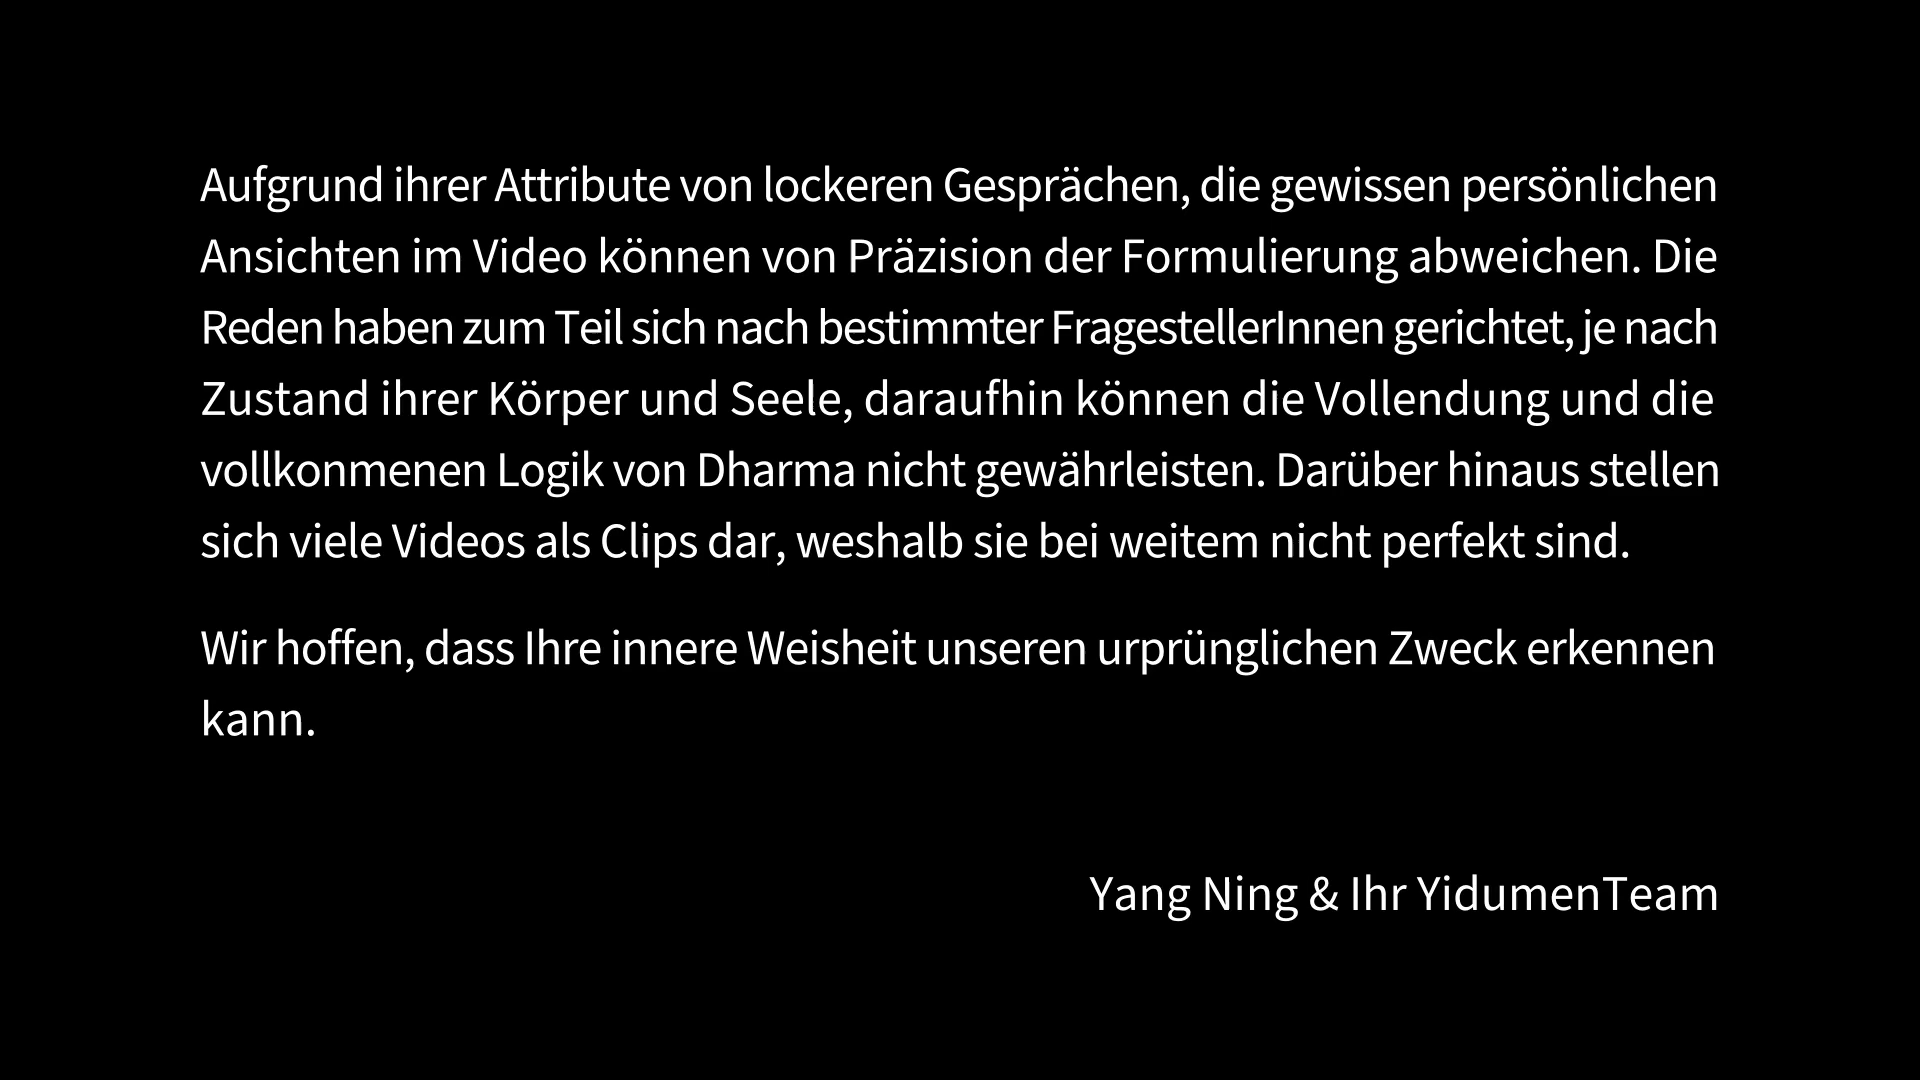 Aufgrund ihrer Attribute von lockeren Gesprächen, die gewissen persönlichen
Ansichten im Video können von Präzision der Formulierung abweichen. Die
Reden haben zum Teil sich nach bestimmter FragestellerInnen gerichtet, je nach
Zustand ihrer Körper und Seele, daraufhin können die Vollendung und die
vollkonmenen Logik von Dharma nicht gewährleisten. Darüber hinaus stellen
sich viele Videos als Clips dar, weshalb sie bei weitem nicht perfekt sind.
Wir hoffen, dass Ihre innere Weisheit unseren urprünglichen Zweck erkennen
kann.
Yang Ning & Ihr YidumenTeam